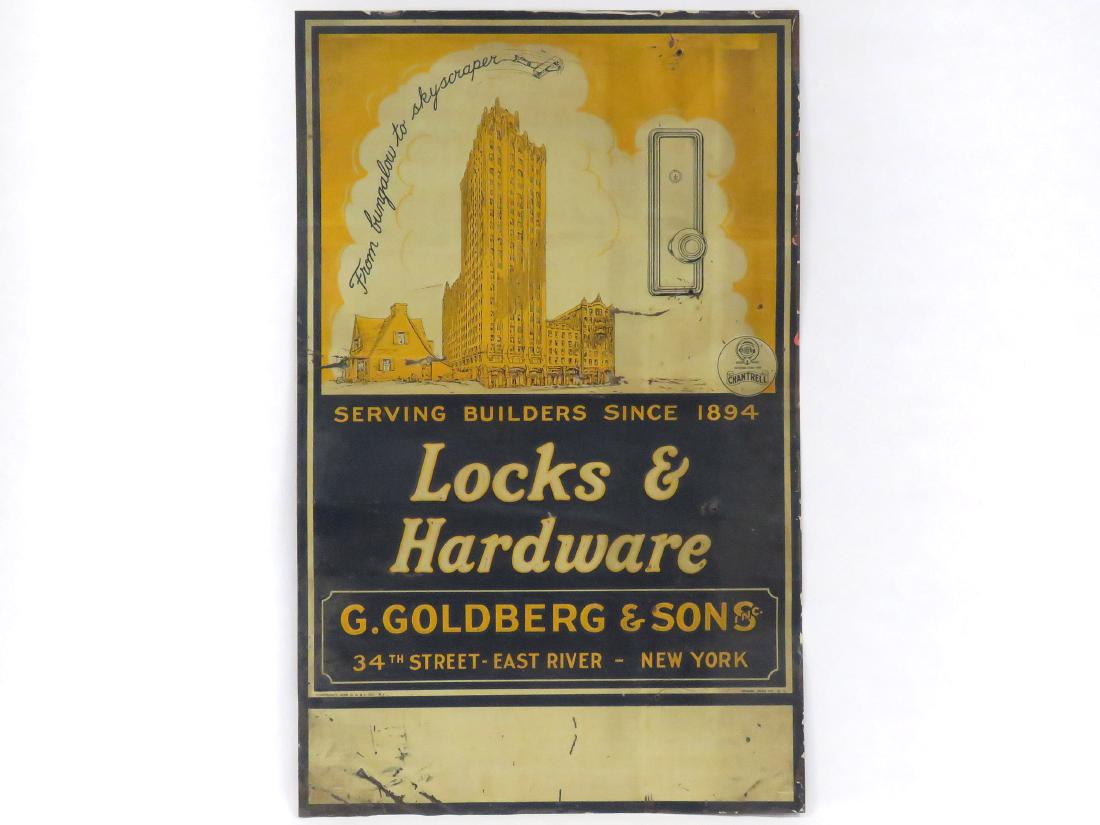 From bungalow to skyscraper
CHANTRELL
SERVING BUILDERS SINCE 1894
Locks &
Hardware
G. GOLDBERG & SONS INC.
34TH STREET - EAST RIVER - NEW YORK